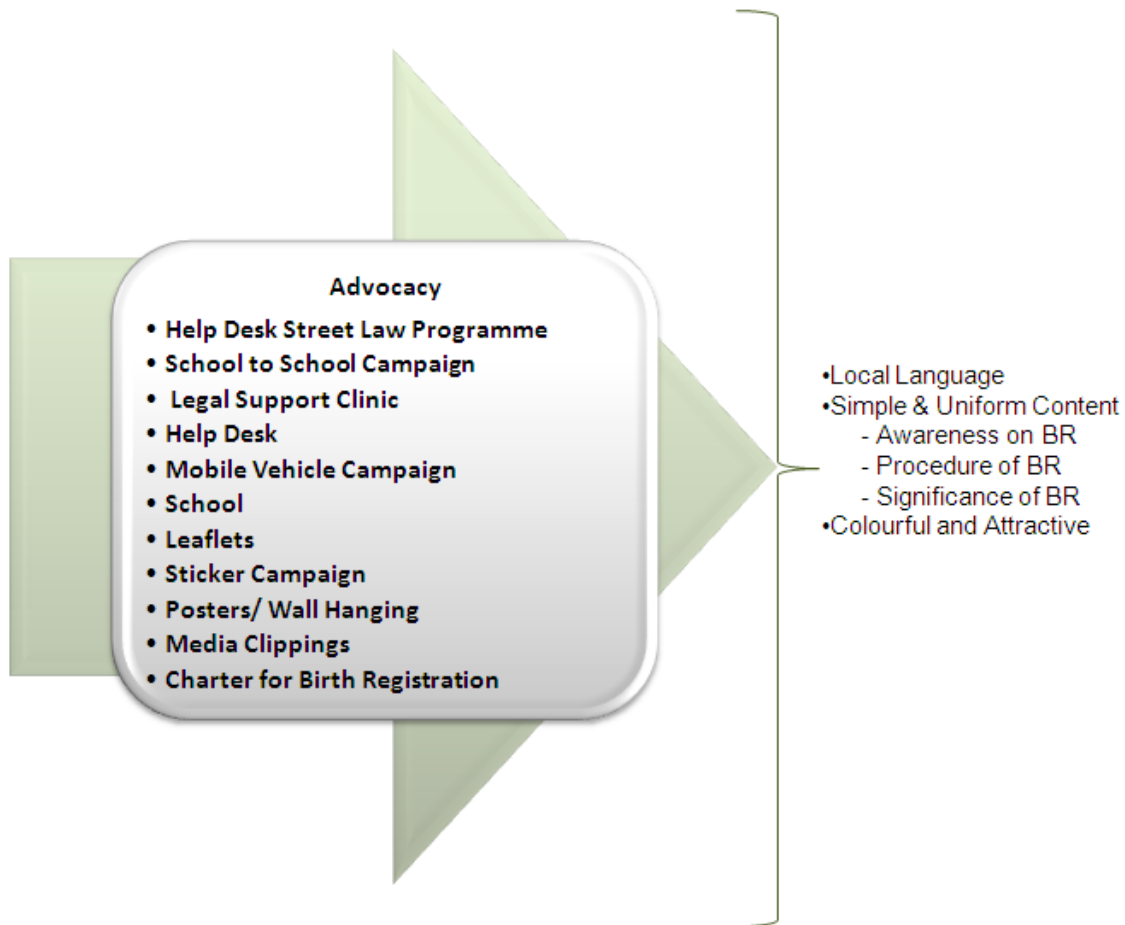 Advocacy
• Help Desk Street Law Programme
• School to School Campaign
• Legal Support Clinic
• Help Desk
• Mobile Vehicle Campaign
• School
• Leaflets
• Sticker Campaign
• Posters/ Wall Hanging
• Media Clippings
• Charter for Birth Registration
•Local Language
•Simple & Uniform Content
- Awareness on BR
- Procedure of BR
- Significance of BR
•Colourful and Attractive